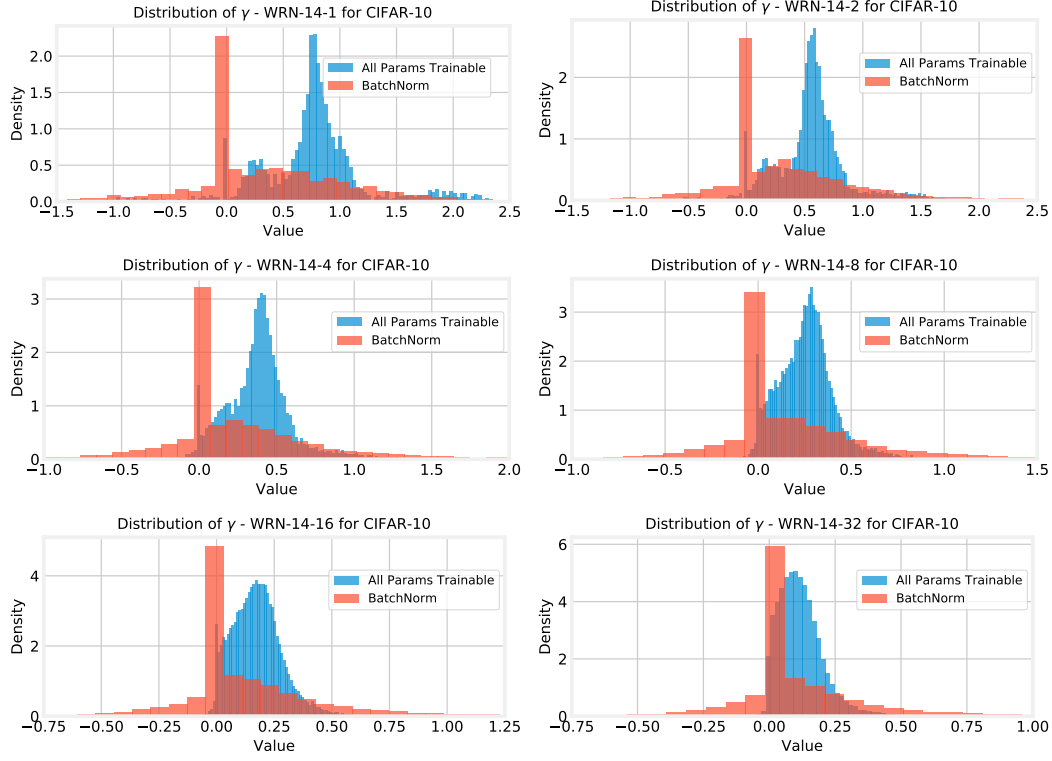 Distribution of γ - WRN-14-1 for CIFAR-10
Density
2.0
1.5
1.0
0.5
0.0
All Params Trainable
BatchNorm
−1.5 −1.0 −0.5 0.0 0.5 1.0 1.5 2.0 2.5
Value
Distribution of γ - WRN-14-2 for CIFAR-10
Density
2
1
0
All Params Trainable
BatchNorm
−1.5 −1.0 −0.5 0.0 0.5 1.0 1.5 2.0 2.5
Value
Distribution of γ - WRN-14-4 for CIFAR-10
Density
3
2
1
0
All Params Trainable
BatchNorm
−1.0 −0.5 0.0 0.5 1.0 1.5 2.0
Value
Distribution of γ - WRN-14-8 for CIFAR-10
Density
3
2
1
0
All Params Trainable
BatchNorm
−1.0 −0.5 0.0 0.5 1.0 1.5
Value
Distribution of γ - WRN-14-16 for CIFAR-10
Density
4
2
0
All Params Trainable
BatchNorm
−0.75 −0.50 −0.25 0.00 0.25 0.50 0.75 1.00 1.25
Value
Distribution of γ - WRN-14-32 for CIFAR-10
Density
6
4
2
0
All Params Trainable
BatchNorm
−0.75 −0.50 −0.25 0.00 0.25 0.50 0.75 1.00
Value